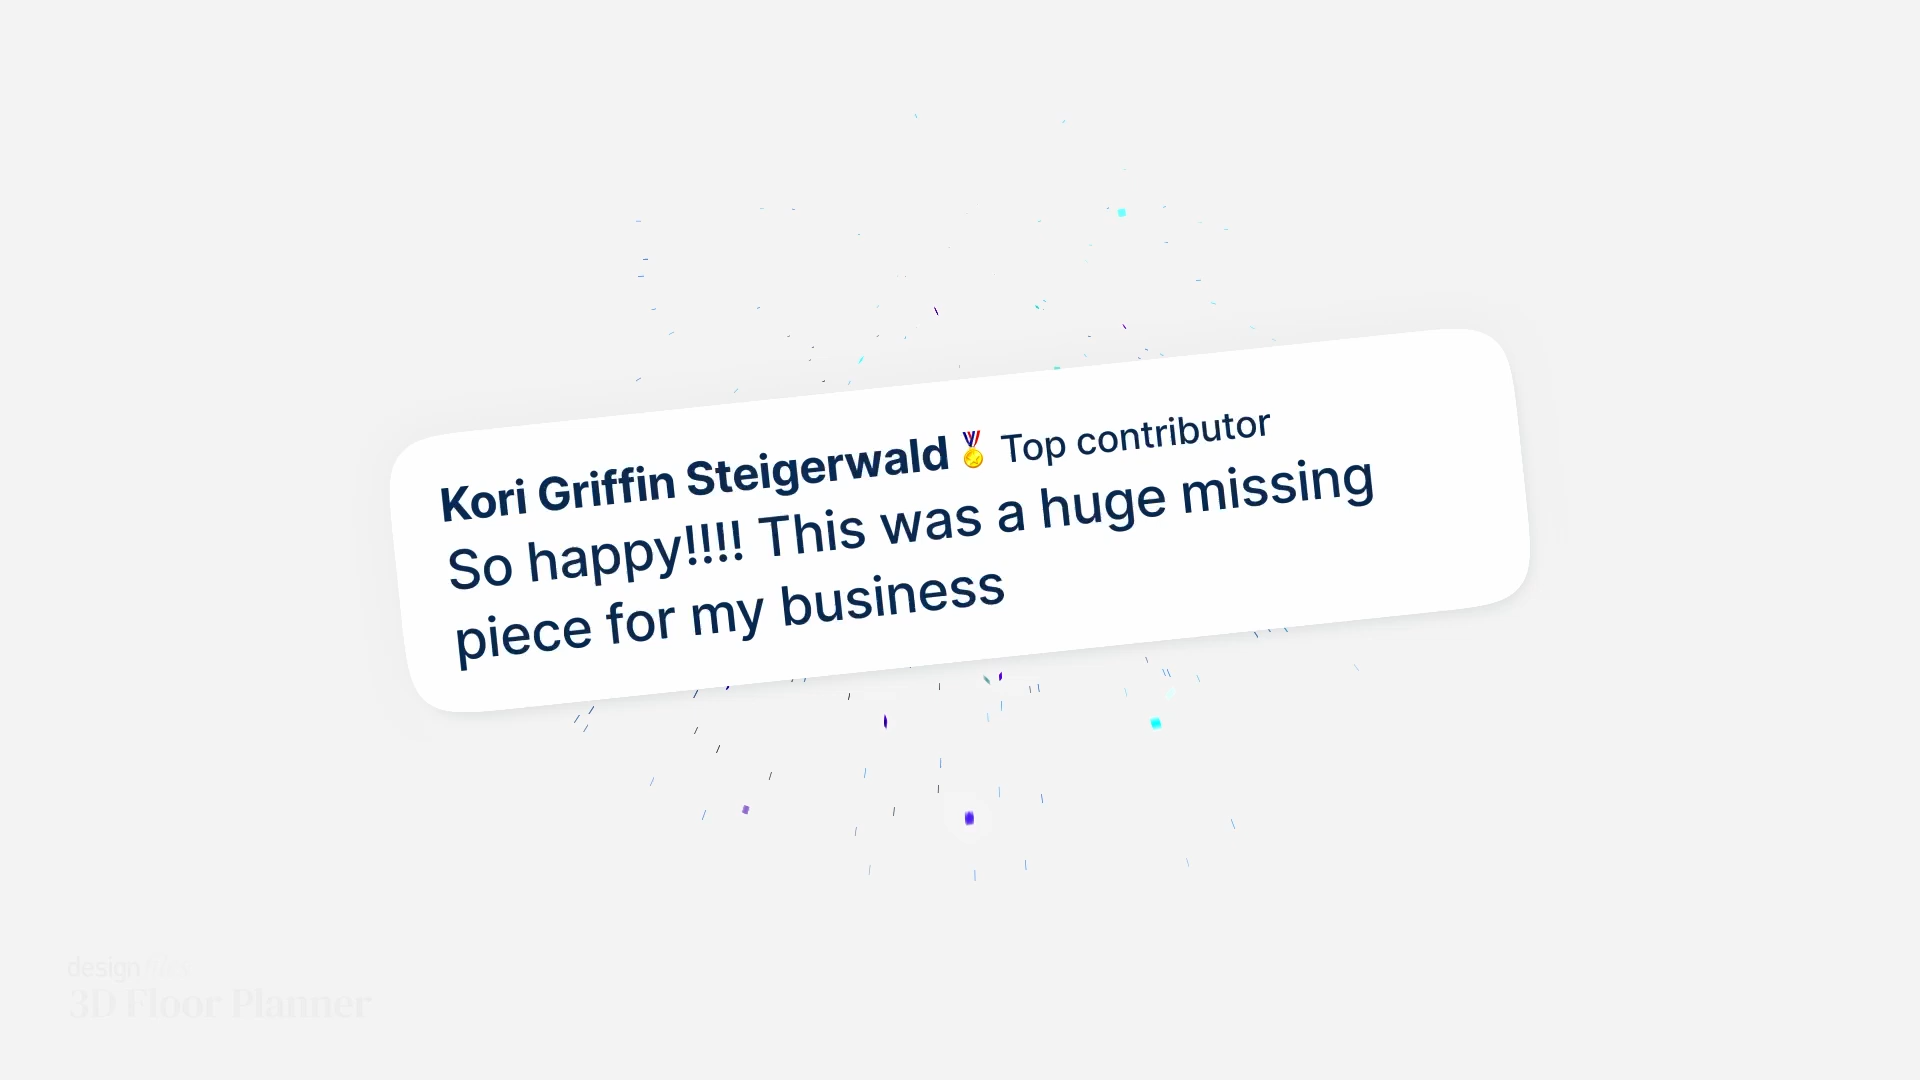 Kori Griffin Steigerwald🏅 Top contributor
So happy!!!! This was a huge missing
piece for my business
design
3D Floor Planner